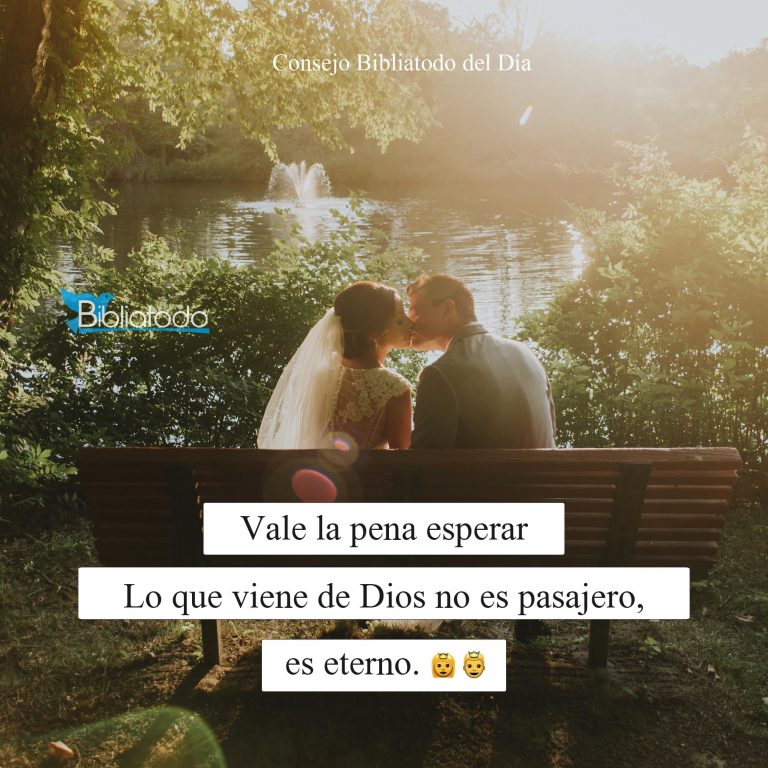 Consejo Bibliatodo del Día
Bibliatodo
Vale la pena esperar
Lo que viene de Dios no es pasajero,
es eterno. 👸🤴